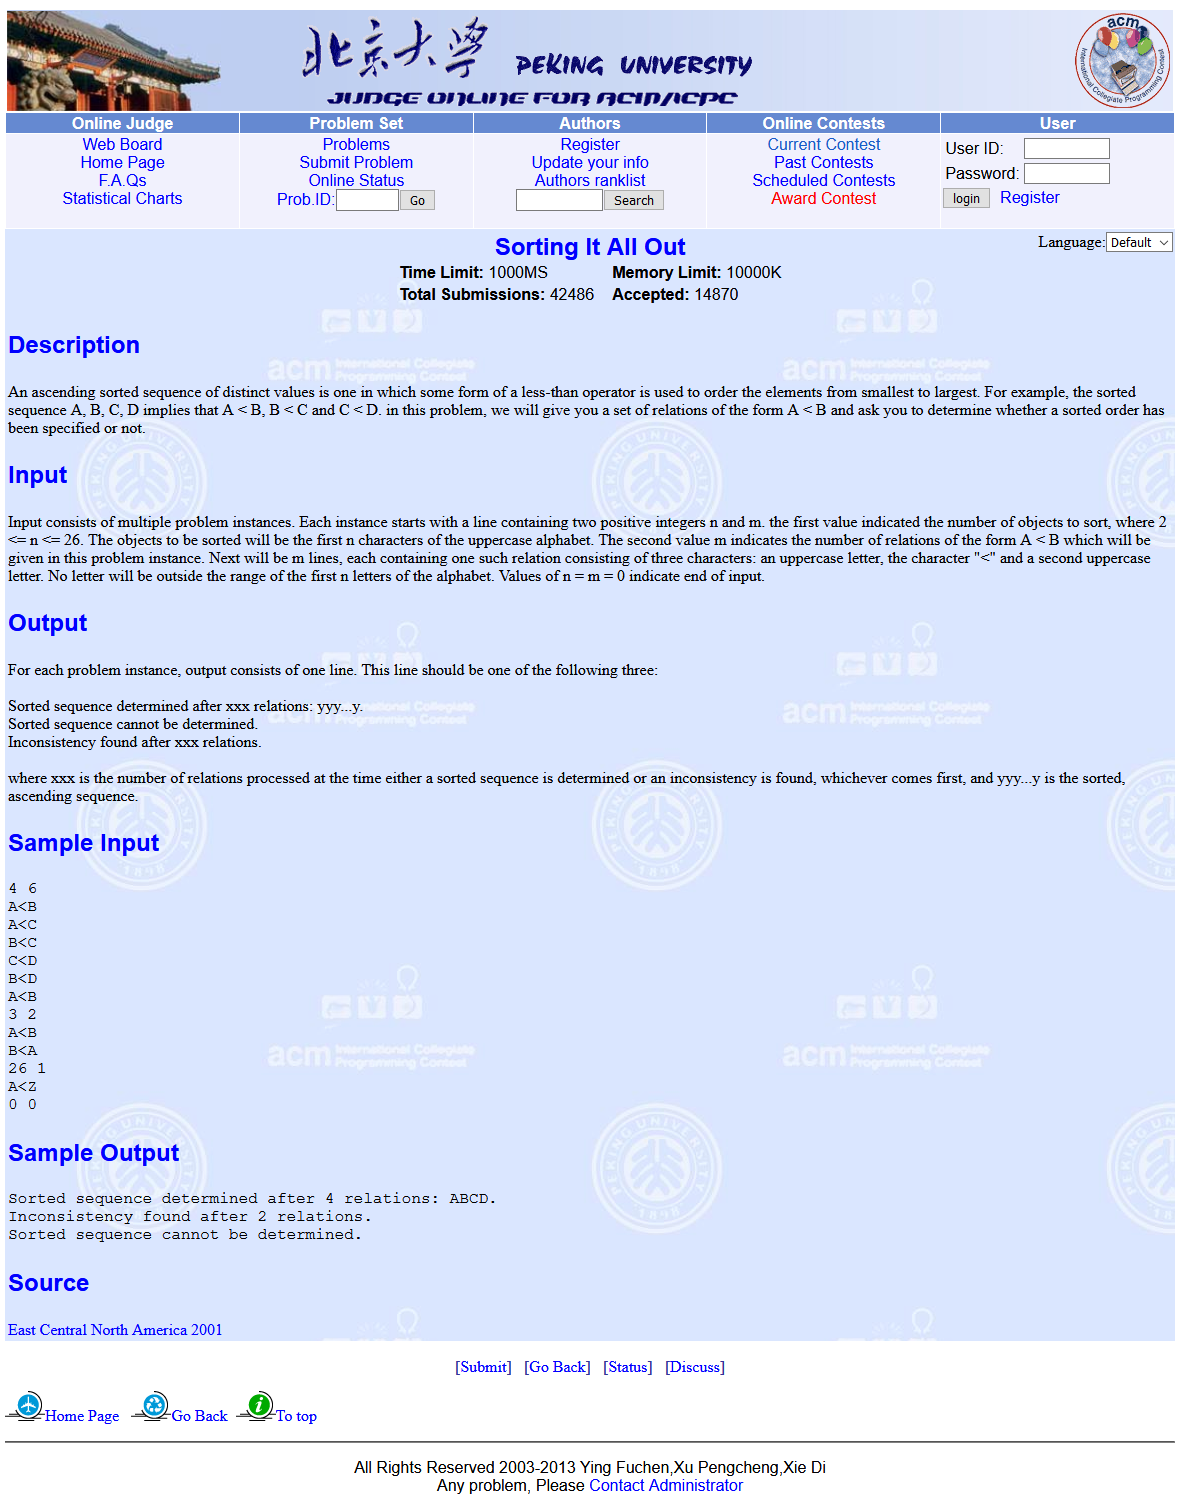 北京大學 PEKING UNIVERSITY
JUDGE ONLINE FOR ACM/ICPC
acm
International Collegiate Programming Contest
Online Judge Problem Set Authors Online Contests User
Web Board Problems Register Current Contest User ID:
Home Page Submit Problem Update your info Past Contests Password:
F.A.Qs Online Status Authors ranklist Scheduled Contests
Statistical Charts Prob.ID: Go Search Award Contest login Register
Sorting It All Out
Language: Default
Time Limit: 1000MS Memory Limit: 10000K
Total Submissions: 42486 Accepted: 14870
Description
An ascending sorted sequence of distinct values is one in which some form of a less-than operator is used to order the elements from smallest to largest. For example, the sorted
sequence A, B, C, D implies that A < B, B < C and C < D. in this problem, we will give you a set of relations of the form A < B and ask you to determine whether a sorted order has
been specified or not.
Input
Input consists of multiple problem instances. Each instance starts with a line containing two positive integers n and m. the first value indicated the number of objects to sort, where 2
<= n <= 26. The objects to be sorted will be the first n characters of the uppercase alphabet. The second value m indicates the number of relations of the form A < B which will be
given in this problem instance. Next will be m lines, each containing one such relation consisting of three characters: an uppercase letter, the character "<" and a second uppercase
letter. No letter will be outside the range of the first n letters of the alphabet. Values of n = m = 0 indicate end of input.
Output
For each problem instance, output consists of one line. This line should be one of the following three:
Sorted sequence determined after xxx relations: yyy...y.
Sorted sequence cannot be determined.
Inconsistency found after xxx relations.
where xxx is the number of relations processed at the time either a sorted sequence is determined or an inconsistency is found, whichever comes first, and yyy...y is the sorted,
ascending sequence.
Sample Input
4 6
A<B
A<C
B<C
C<D
B<D
A<B
3 2
A<B
B<A
26 1
A<Z
0 0
Sample Output
Sorted sequence determined after 4 relations: ABCD.
Inconsistency found after 2 relations.
Sorted sequence cannot be determined.
Source
East Central North America 2001
[Submit] [Go Back] [Status] [Discuss]
Home Page Go Back To top
All Rights Reserved 2003-2013 Ying Fuchen,Xu Pengcheng,Xie Di
Any problem, Please Contact Administrator